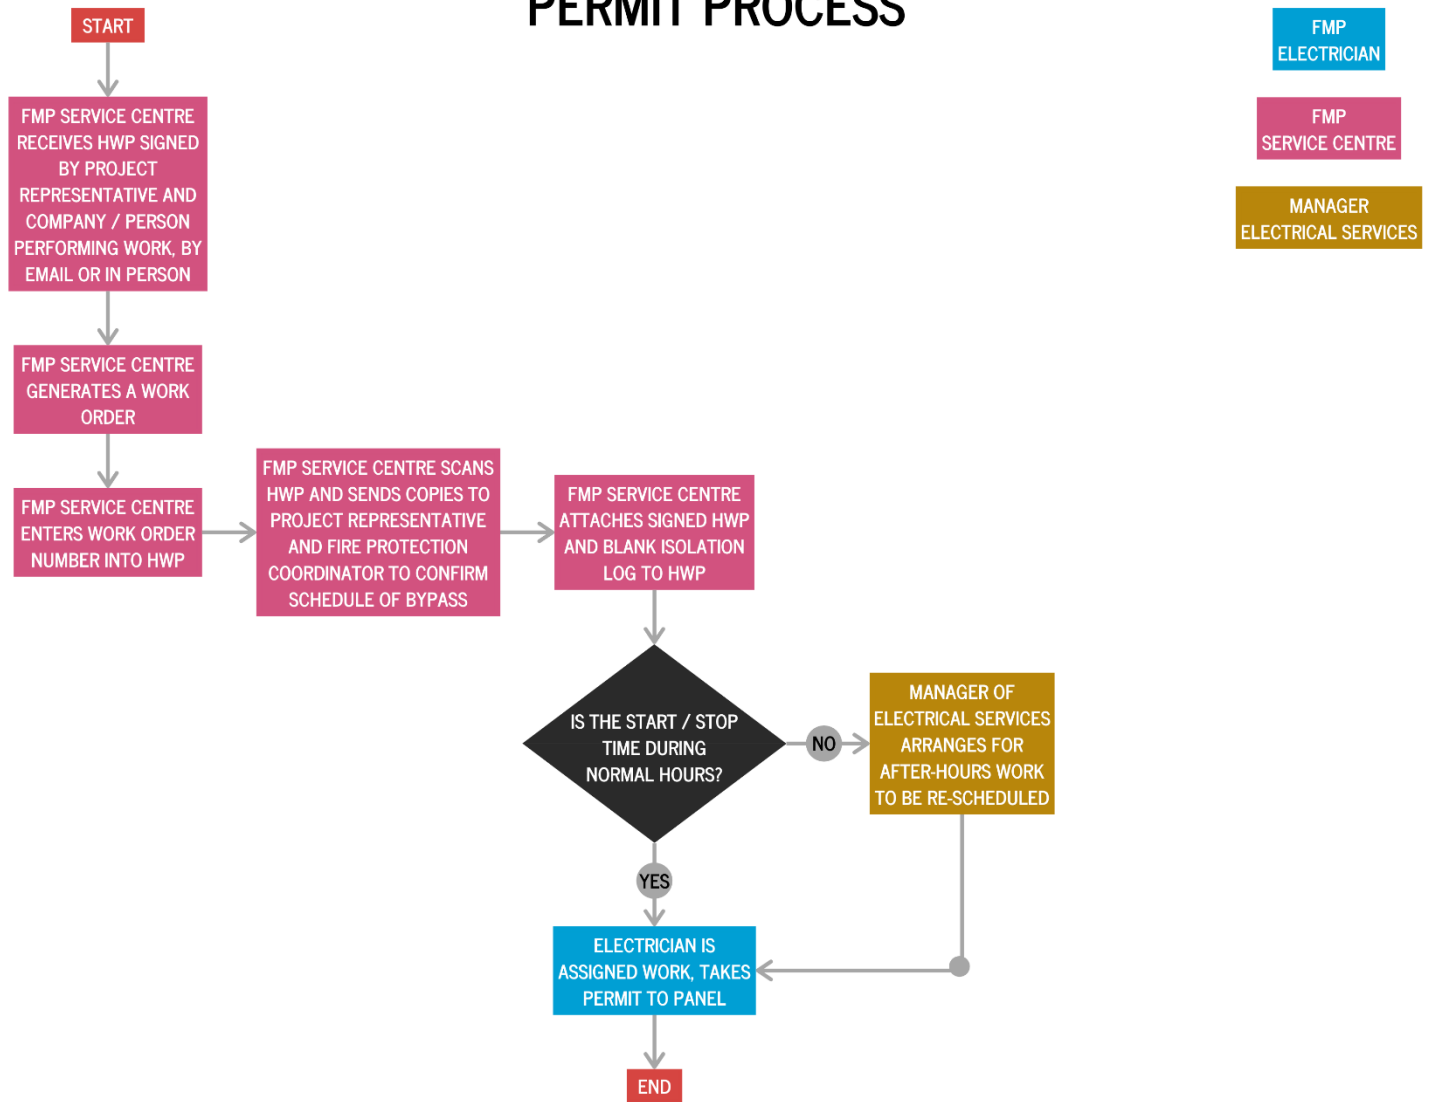 PERMIT PROCESS
START
FMP
ELECTRICIAN
FMP
SERVICE CENTRE
MANAGER
ELECTRICAL SERVICES
FMP SERVICE CENTRE
RECEIVES HWP SIGNED
BY PROJECT
REPRESENTATIVE AND
COMPANY / PERSON
PERFORMING WORK, BY
EMAIL OR IN PERSON
FMP SERVICE CENTRE
GENERATES A WORK
ORDER
FMP SERVICE CENTRE
ENTERS WORK ORDER
NUMBER INTO HWP
FMP SERVICE CENTRE SCANS
HWP AND SENDS COPIES TO
PROJECT REPRESENTATIVE
AND FIRE PROTECTION
COORDINATOR TO CONFIRM
SCHEDULE OF BYPASS
FMP SERVICE CENTRE
ATTACHES SIGNED HWP
AND BLANK ISOLATION
LOG TO HWP
IS THE START / STOP
TIME DURING
NORMAL HOURS?
NO
MANAGER OF
ELECTRICAL SERVICES
ARRANGES FOR
AFTER-HOURS WORK
TO BE RE-SCHEDULED
YES
ELECTRICIAN IS
ASSIGNED WORK, TAKES
PERMIT TO PANEL
END